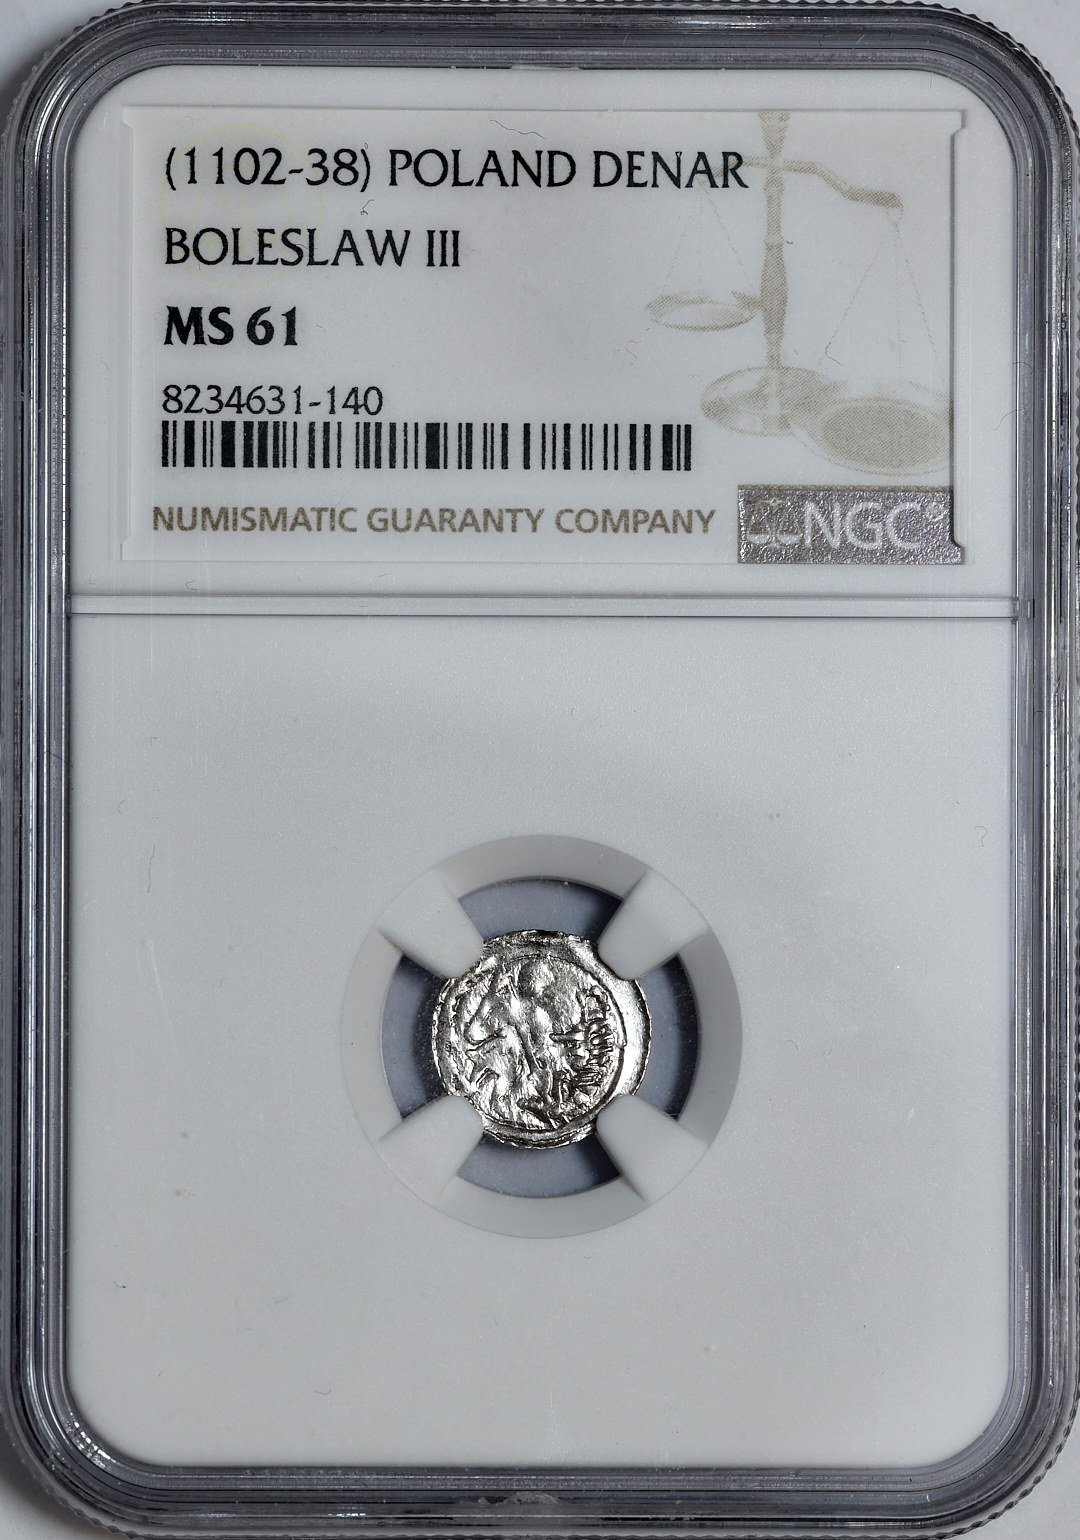 (1102-38) POLAND DENAR
BOLESLAW III
MS 61
8234631-140
NUMISMATIC GUARANTY COMPANY
NGC®